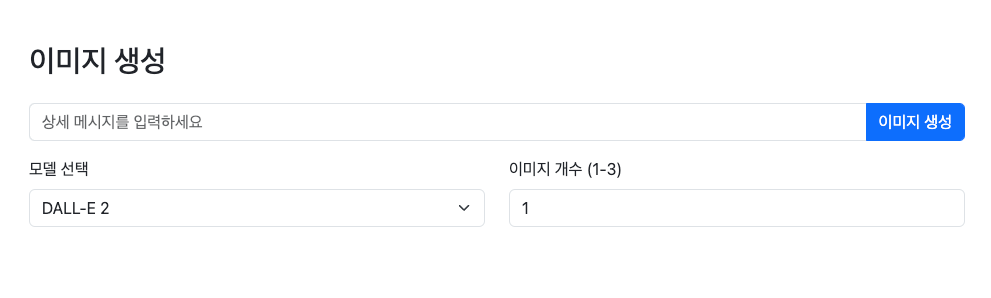 이미지 생성
상세 메시지를 입력하세요
이미지 생성
모델 선택
이미지 개수 (1-3)
DALL-E 2
1